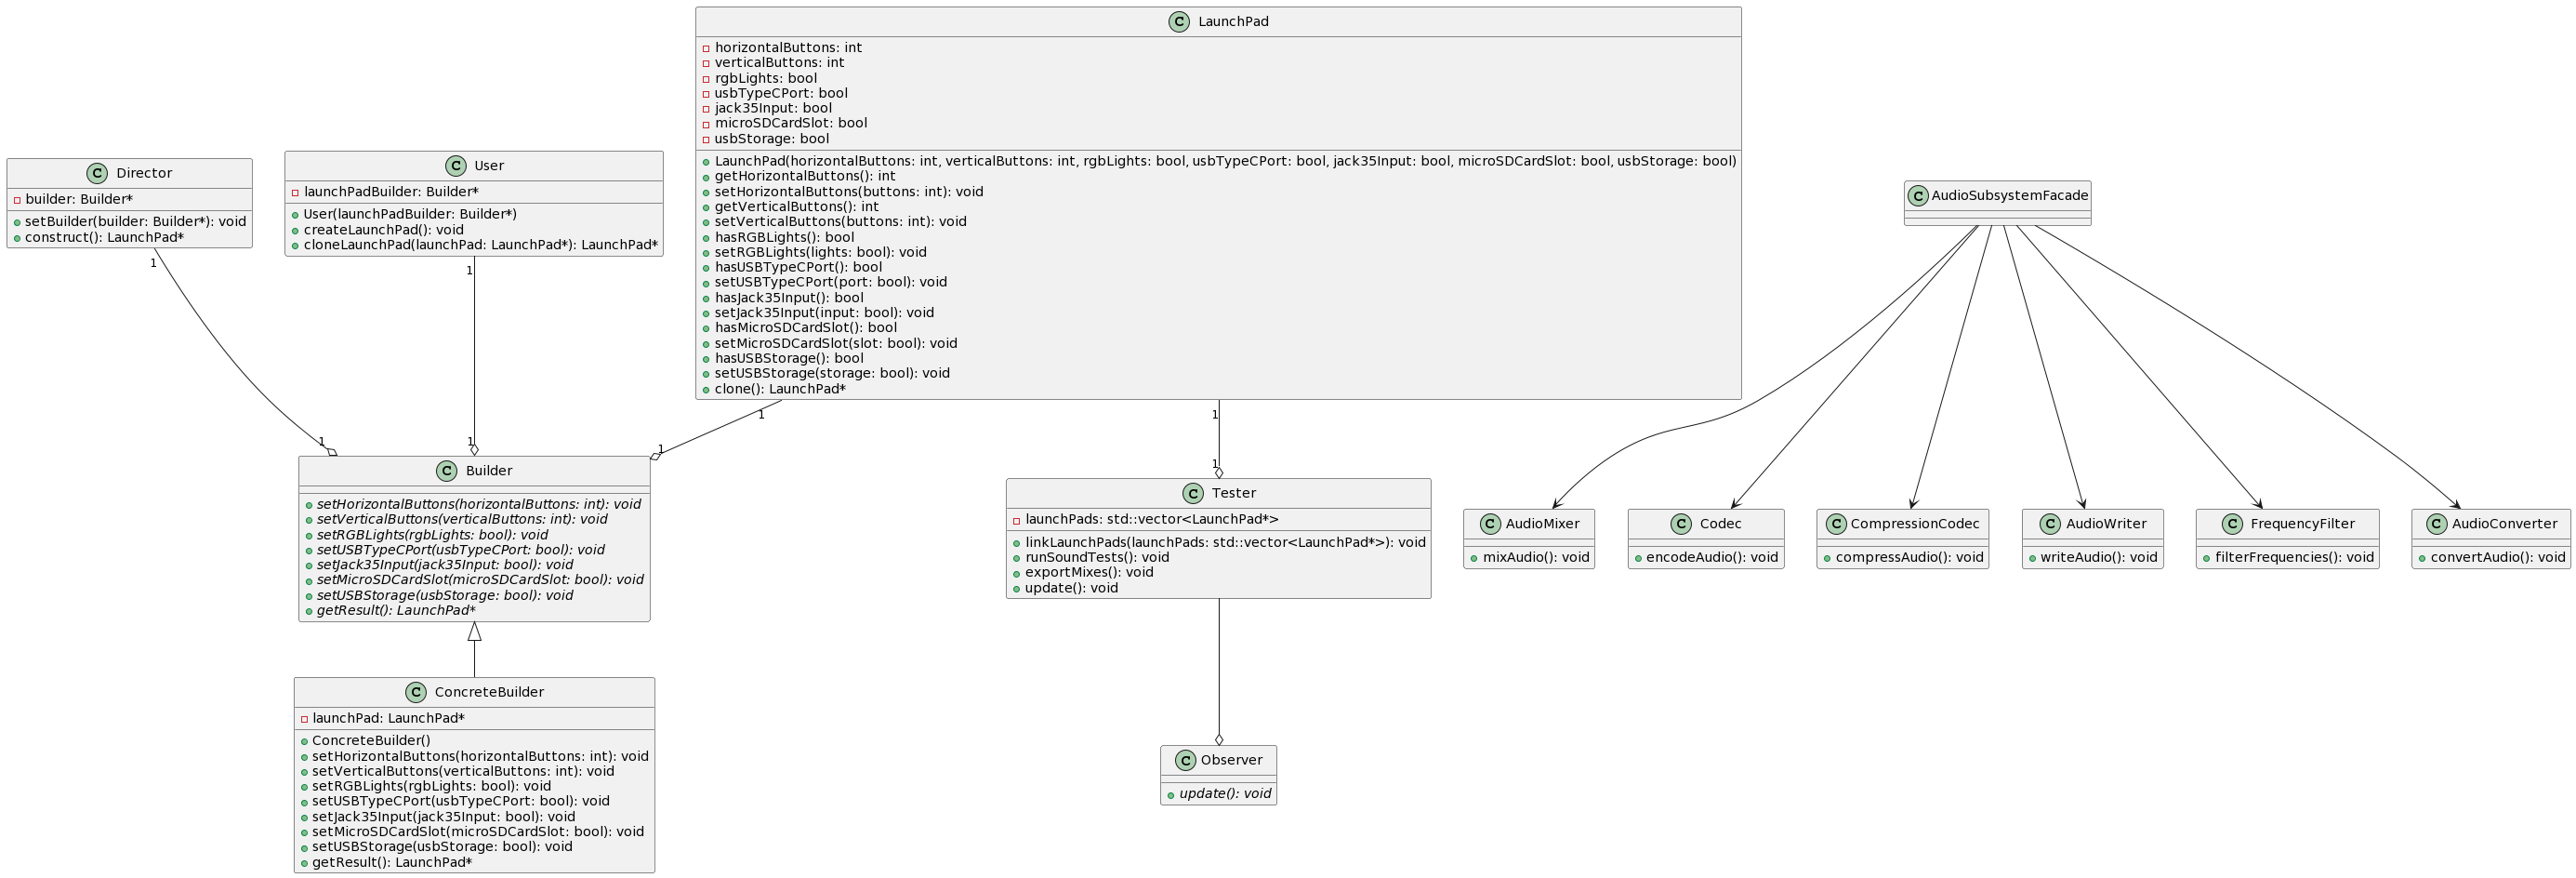 LaunchPad
horizontalButtons: int
verticalButtons: int
rgbLights: bool
usbTypeCPort: bool
jack35Input: bool
microSDCardSlot: bool
usbStorage: bool
LaunchPad(horizontalButtons: int, verticalButtons: int, rgbLights: bool, usbTypeCPort: bool, jack35Input: bool, microSDCardSlot: bool, usbStorage: bool)
getHorizontalButtons(): int
setHorizontalButtons(buttons: int): void
getVerticalButtons(): int
setVerticalButtons(buttons: int): void
hasRGBLights(): bool
setRGBLights(lights: bool): void
hasUSBTypeCPort(): bool
setUSBTypeCPort(port: bool): void
hasJack35Input(): bool
setJack35Input(input: bool): void
hasMicroSDCardSlot(): bool
setMicroSDCardSlot(slot: bool): void
hasUSBStorage(): bool
setUSBStorage(storage: bool): void
clone(): LaunchPad*
Director
builder: Builder*
setBuilder(builder: Builder*): void
construct(): LaunchPad*
User
launchPadBuilder: Builder*
User(launchPadBuilder: Builder*)
createLaunchPad(): void
cloneLaunchPad(launchPad: LaunchPad*): LaunchPad*
AudioSubsystemFacade
1
1
1
1
1
1
1
1
Builder
setHorizontalButtons(horizontalButtons: int): void
setVerticalButtons(verticalButtons: int): void
setRGBLights(rgbLights: bool): void
setUSBTypeCPort(usbTypeCPort: bool): void
setJack35Input(jack35Input: bool): void
setMicroSDCardSlot(microSDCardSlot: bool): void
setUSBStorage(usbStorage: bool): void
getResult(): LaunchPad*
Tester
launchPads: std::vector<LaunchPad*>
linkLaunchPads(launchPads: std::vector<LaunchPad*>): void
runSoundTests(): void
exportMixes(): void
update(): void
AudioMixer
mixAudio(): void
Codec
encodeAudio(): void
CompressionCodec
compressAudio(): void
AudioWriter
writeAudio(): void
FrequencyFilter
filterFrequencies(): void
AudioConverter
convertAudio(): void
ConcreteBuilder
launchPad: LaunchPad*
ConcreteBuilder()
setHorizontalButtons(horizontalButtons: int): void
setVerticalButtons(verticalButtons: int): void
setRGBLights(rgbLights: bool): void
setUSBTypeCPort(usbTypeCPort: bool): void
setJack35Input(jack35Input: bool): void
setMicroSDCardSlot(microSDCardSlot: bool): void
setUSBStorage(usbStorage: bool): void
getResult(): LaunchPad*
Observer
update(): void